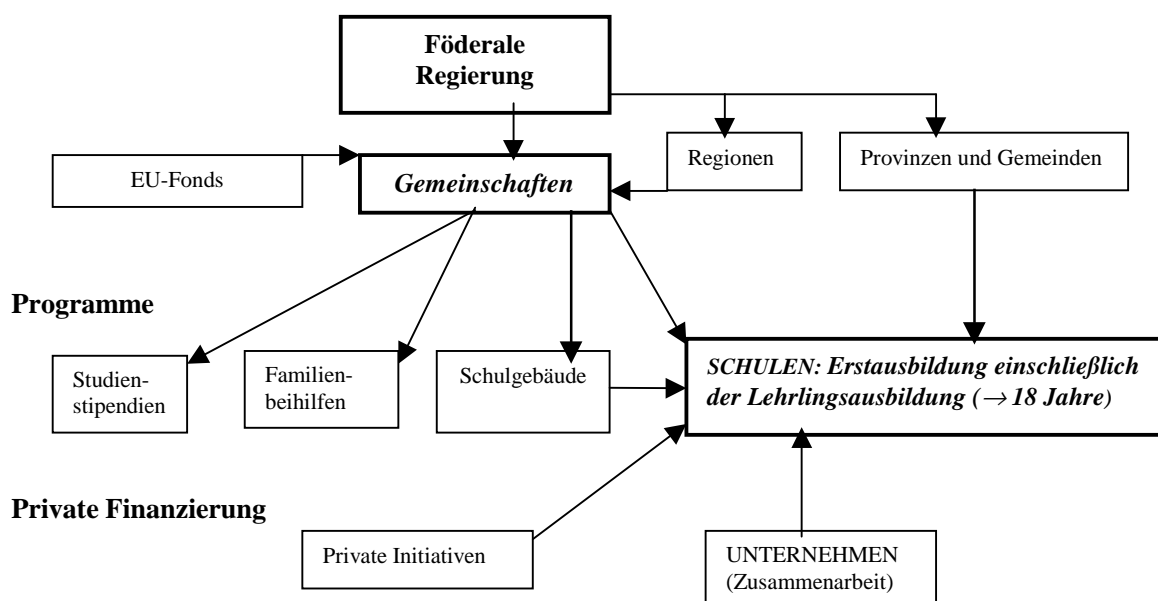 Föderale
Regierung
Regionen
Provinzen und Gemeinden
EU-Fonds
Gemeinschaften
Programme
Studien-
stipendien
Familien-
beihilfen
Schulgebäude
SCHULEN: Erstausbildung einschließlich
der Lehrlingsausbildung (→ 18 Jahre)
Private Finanzierung
Private Initiativen
UNTERNEHMEN
(Zusammenarbeit)